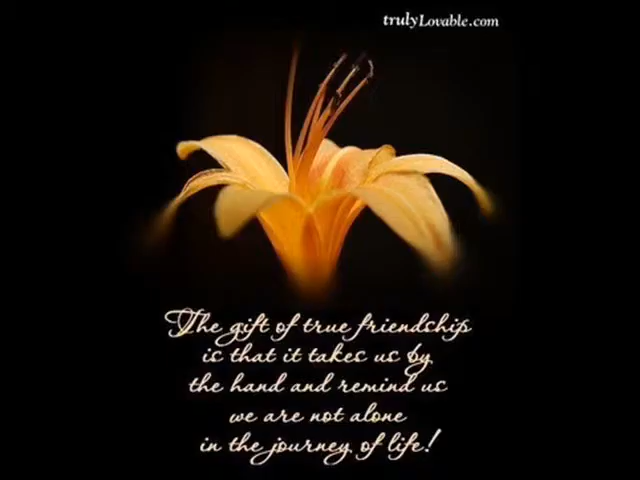 trulyLovable.com
The gift of true friendship
is that it takes us by
the hand and remind us
we are not alone
in the journey of life!